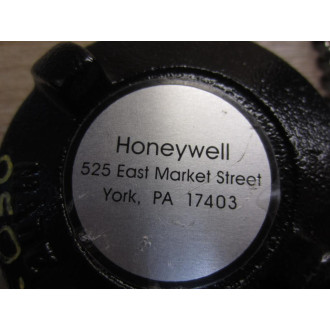 Honeywell
525 East Market Street
York, PA 17403